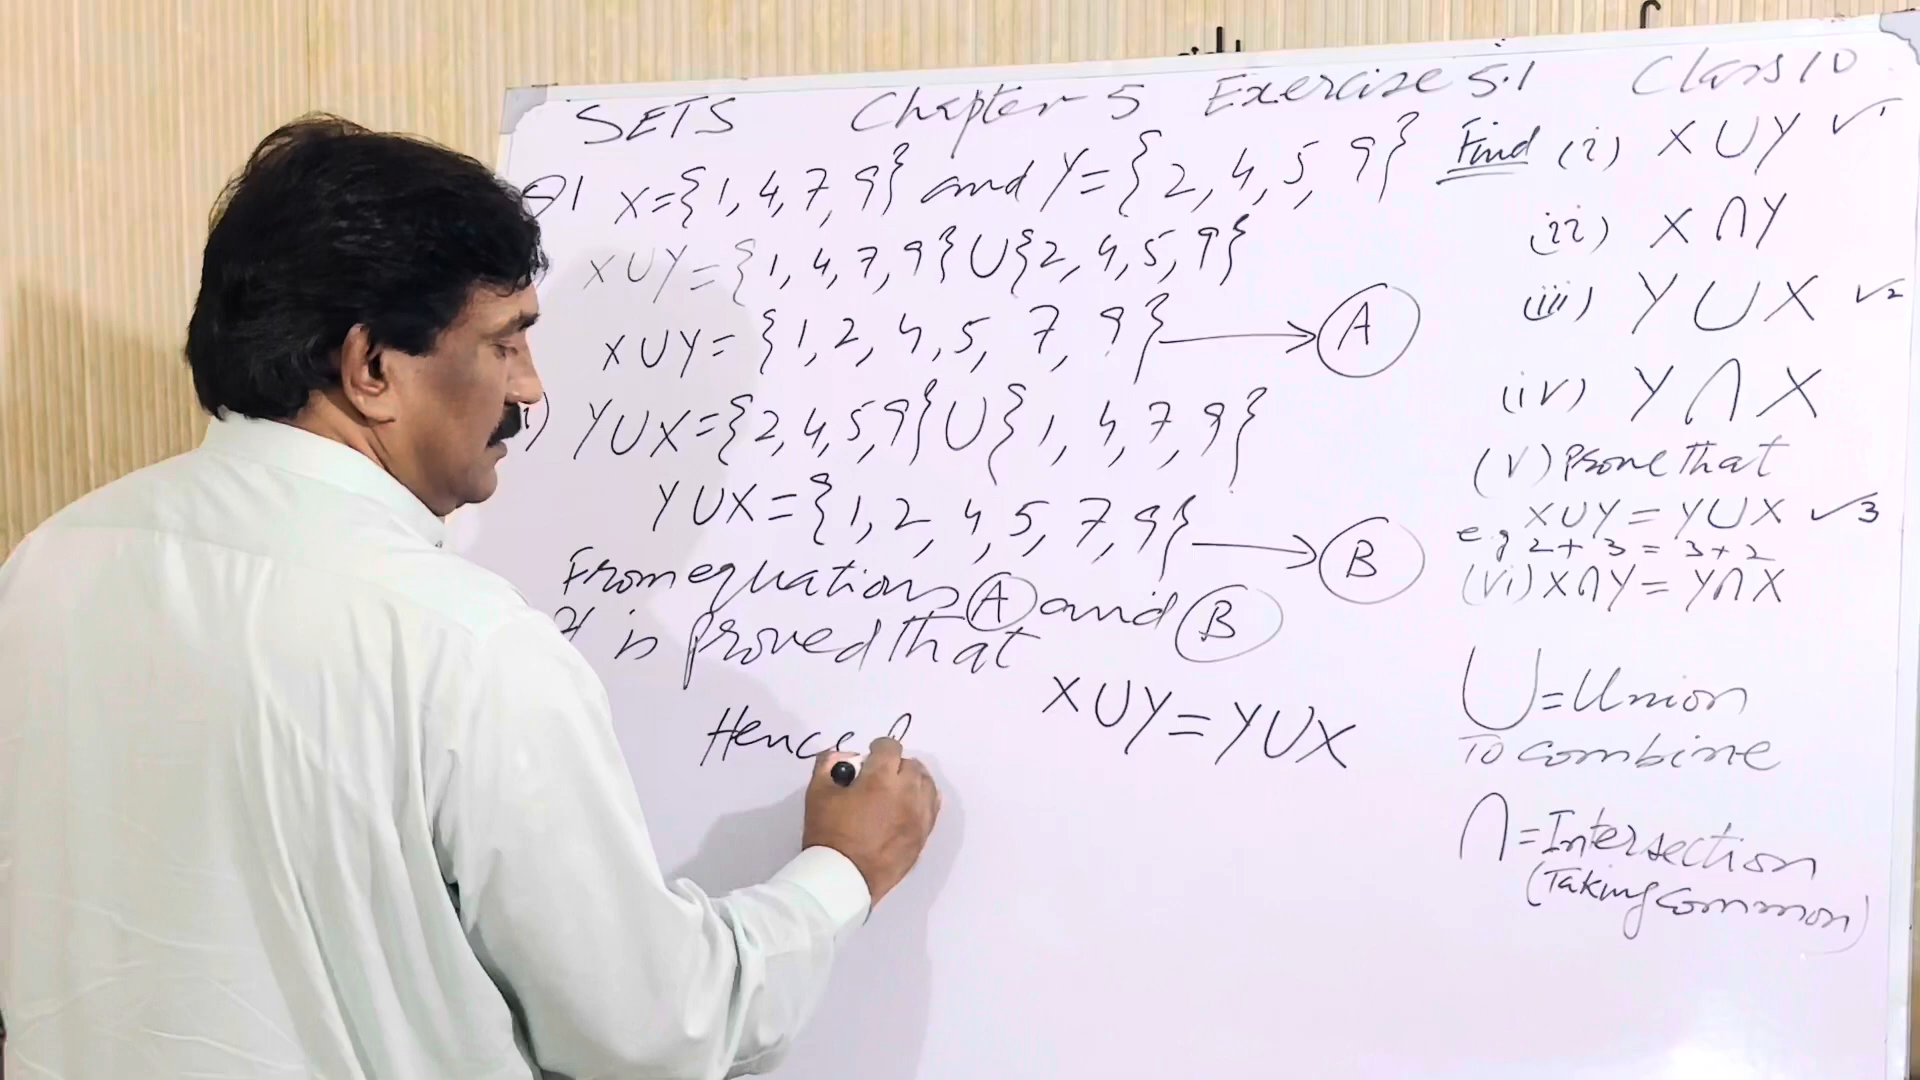 SETS Chapter 5 Exercise 5.1 Class 10
Q1 X={1, 4, 7, 9} and Y={2, 4, 5, 9}
X∪Y={1, 4, 7, 9}∪{2, 4, 5, 9}
X∪Y={1, 2, 4, 5, 7, 9}→Ⓐ
) Y∪X={2, 4, 5, 9}∪{1, 4, 7, 9}
Y∪X={1, 2, 4, 5, 7, 9}→Ⓑ
From equations Ⓐ and Ⓑ
It is proved that
X∪Y=Y∪X
Hence
Find (i) X∪Y ✓1
(ii) X∩Y
(iii) Y∪X ✓2
(iv) Y∩X
(v) Prove that
X∪Y=Y∪X ✓3
e.g 2+3=3+2
(vi) X∩Y=Y∩X
∪=Union
To combine
∩=Intersection
(Taking common)